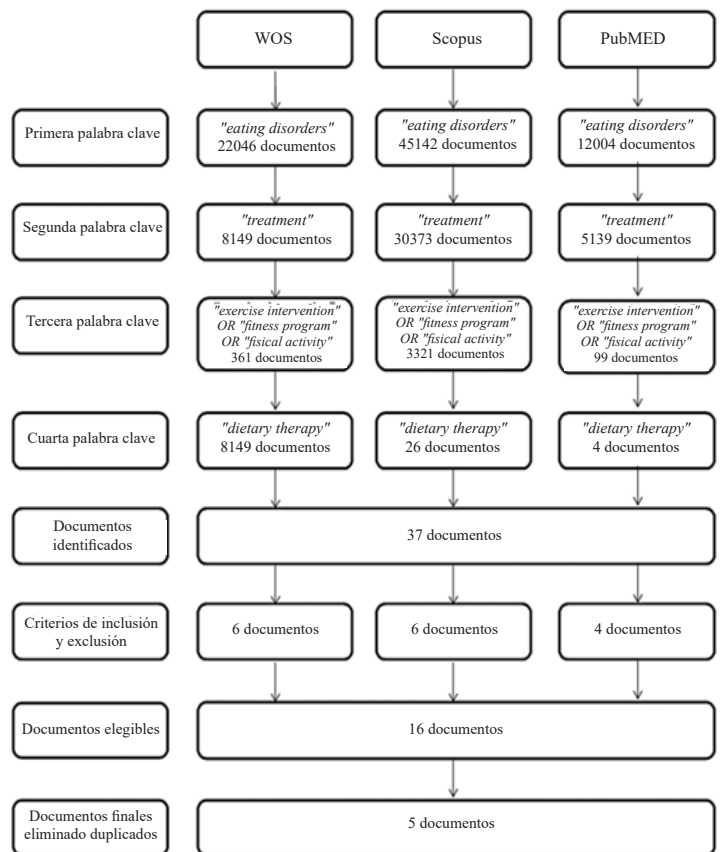 WOS
Scopus
PubMED
Primera palabra clave
"eating disorders"
22046 documentos
"eating disorders"
45142 documentos
"eating disorders"
12004 documentos
Segunda palabra clave
"treatment"
8149 documentos
"treatment"
30373 documentos
"treatment"
5139 documentos
Tercera palabra clave
"exercise intervention"
OR "fitness program"
OR "fisical activity"
361 documentos
"exercise intervention"
OR "fitness program"
OR "fisical activity"
3321 documentos
"exercise intervention"
OR "fitness program"
OR "fisical activity"
99 documentos
Cuarta palabra clave
"dietary therapy"
8149 documentos
"dietary therapy"
26 documentos
"dietary therapy"
4 documentos
Documentos
identificados
37 documentos
Criterios de inclusión
y exclusión
6 documentos
6 documentos
4 documentos
Documentos elegibles
16 documentos
Documentos finales
eliminado duplicados
5 documentos